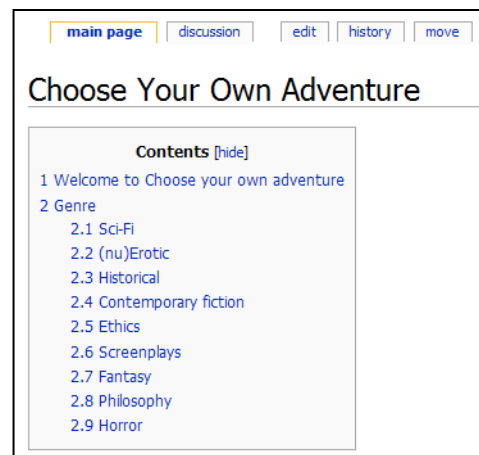 main page discussion edit history move
Choose Your Own Adventure
Contents [hide]
1 Welcome to Choose your own adventure
2 Genre
2.1 Sci-Fi
2.2 (nu)Erotic
2.3 Historical
2.4 Contemporary fiction
2.5 Ethics
2.6 Screenplays
2.7 Fantasy
2.8 Philosophy
2.9 Horror